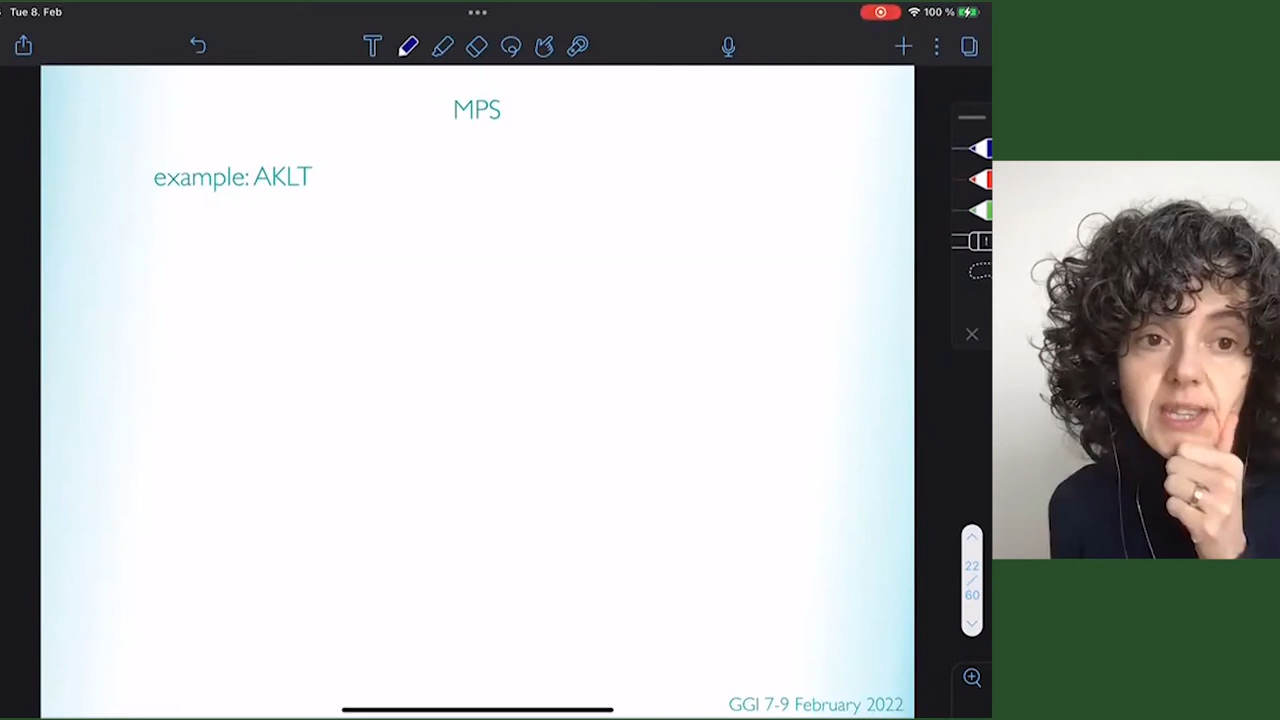 Tue 8. Feb
100 %
T
MPS
example: AKLT
22
60
GGI 7-9 February 2022